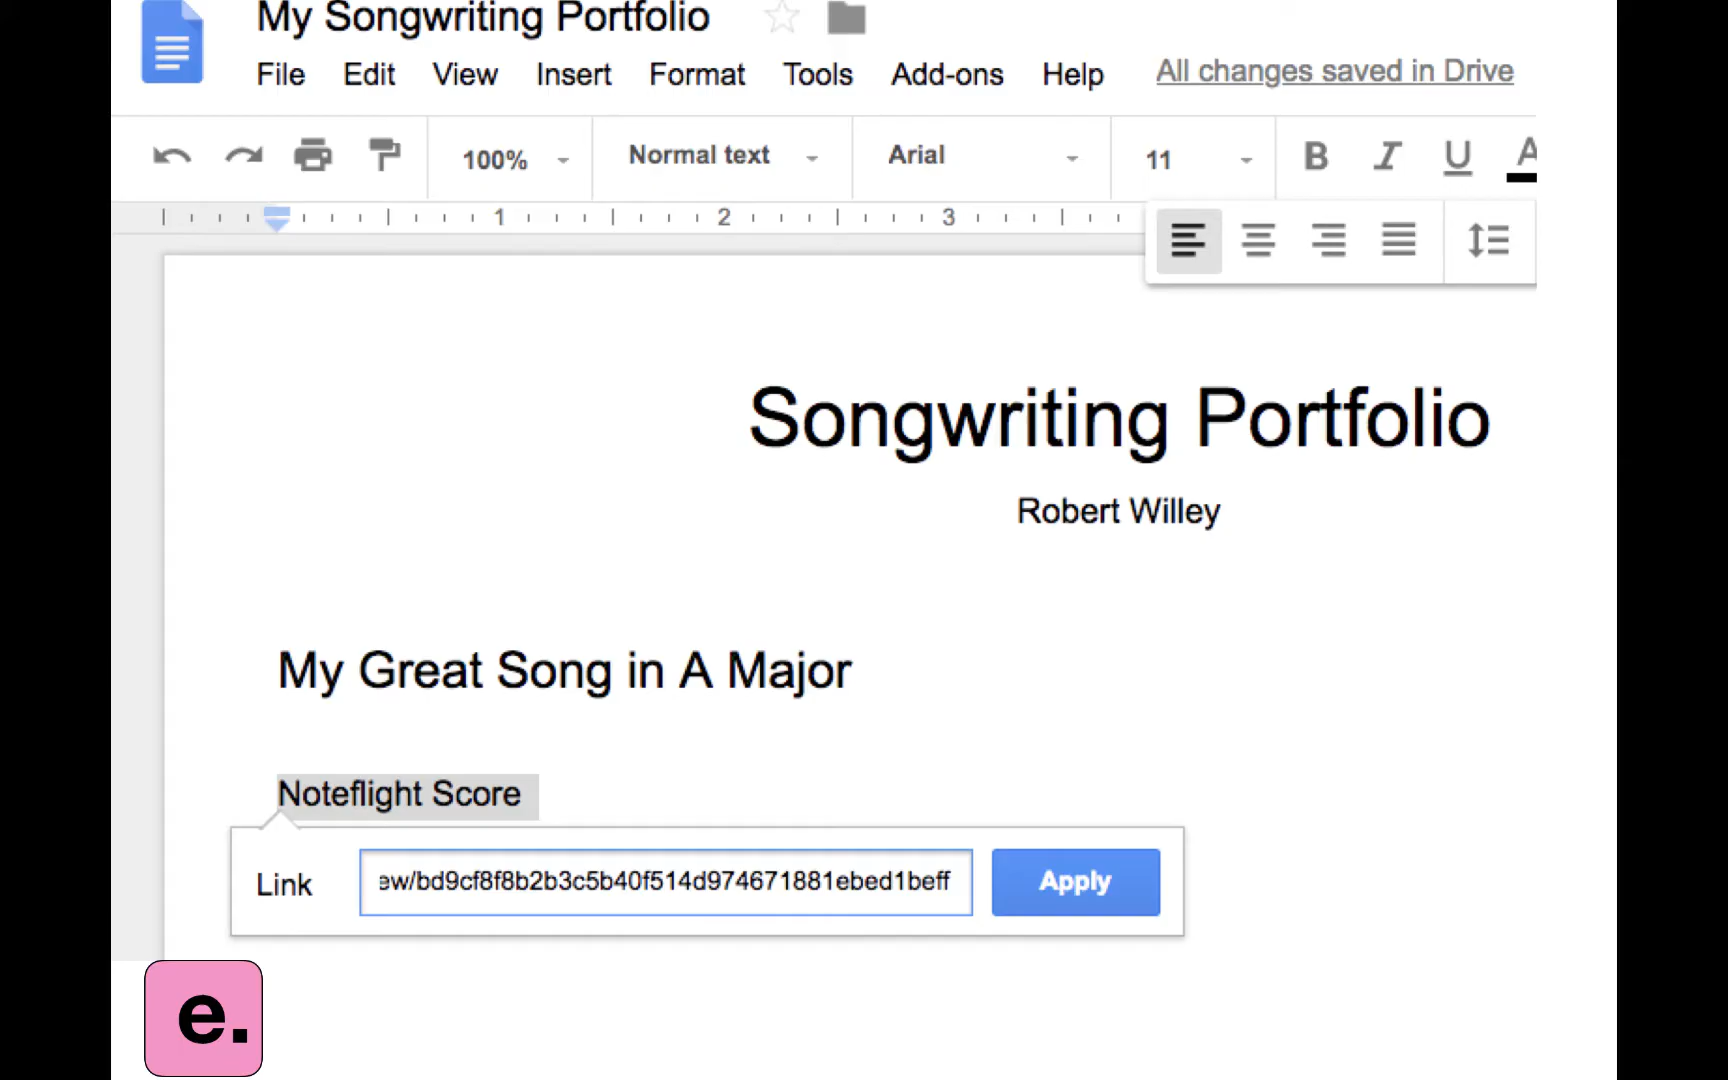 My Songwriting Portfolio
File Edit View Insert Format Tools Add-ons Help All changes saved in Drive
100% Normal text Arial 11 B I U A
1 2 3
Songwriting Portfolio
Robert Willey
My Great Song in A Major
Noteflight Score
Link ew/bd9cf8f8b2b3c5b40f514d974671881ebed1beff Apply
e.